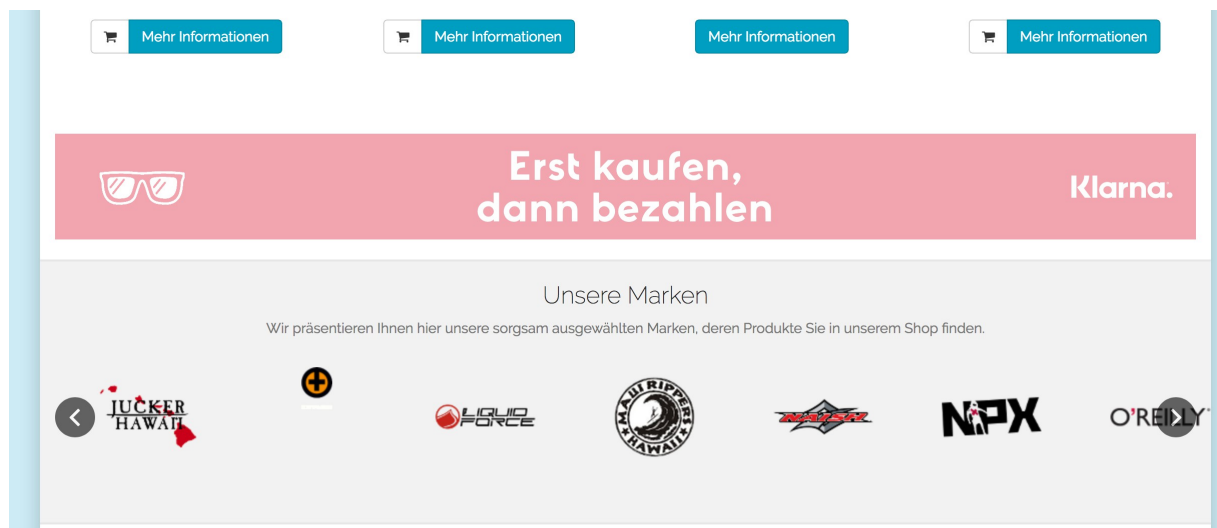 Mehr Informationen
Mehr Informationen
Mehr Informationen
Mehr Informationen
Erst kaufen,
dann bezahlen
Klarna.
Unsere Marken
Wir präsentieren Ihnen hier unsere sorgsam ausgewählten Marken, deren Produkte Sie in unserem Shop finden.
JUCKER
HAWAII
LIQUID
FORCE
MAUI RIPPERS
HAWAII
NAISH
NPX
O'REILLY